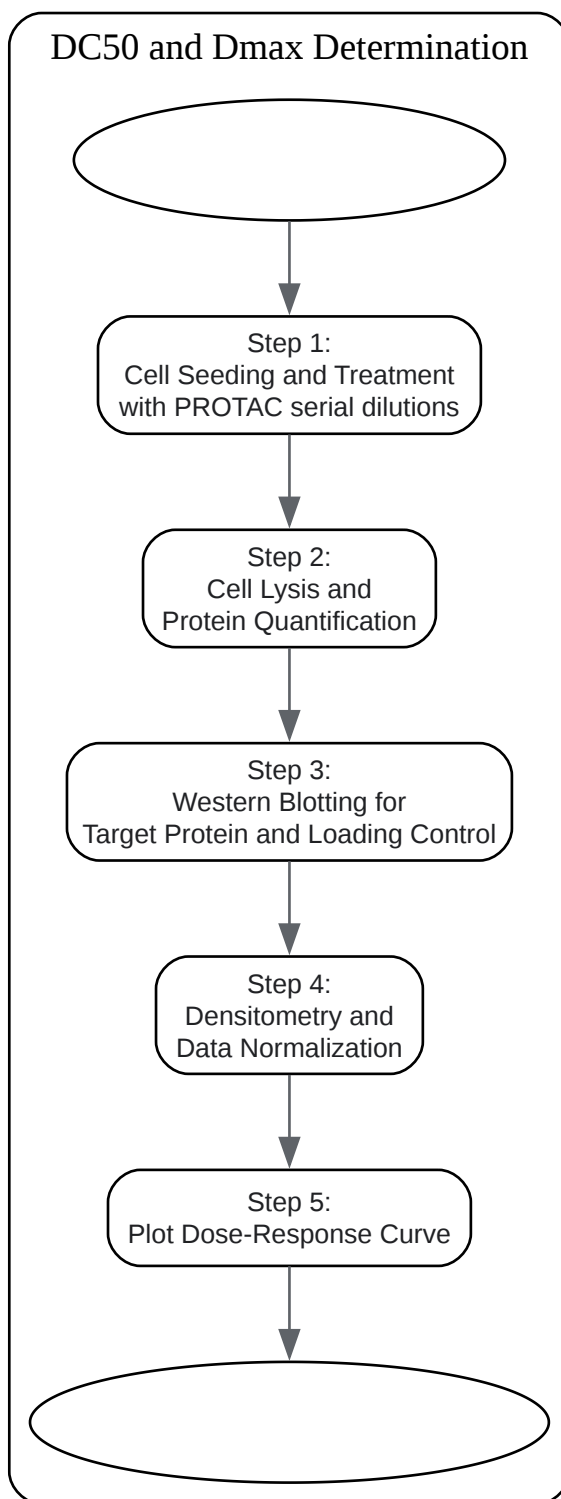 DC50 and Dmax Determination
Step 1:
Cell Seeding and Treatment
with PROTAC serial dilutions
Step 2:
Cell Lysis and
Protein Quantification
Step 3:
Western Blotting for
Target Protein and Loading Control
Step 4:
Densitometry and
Data Normalization
Step 5:
Plot Dose-Response Curve